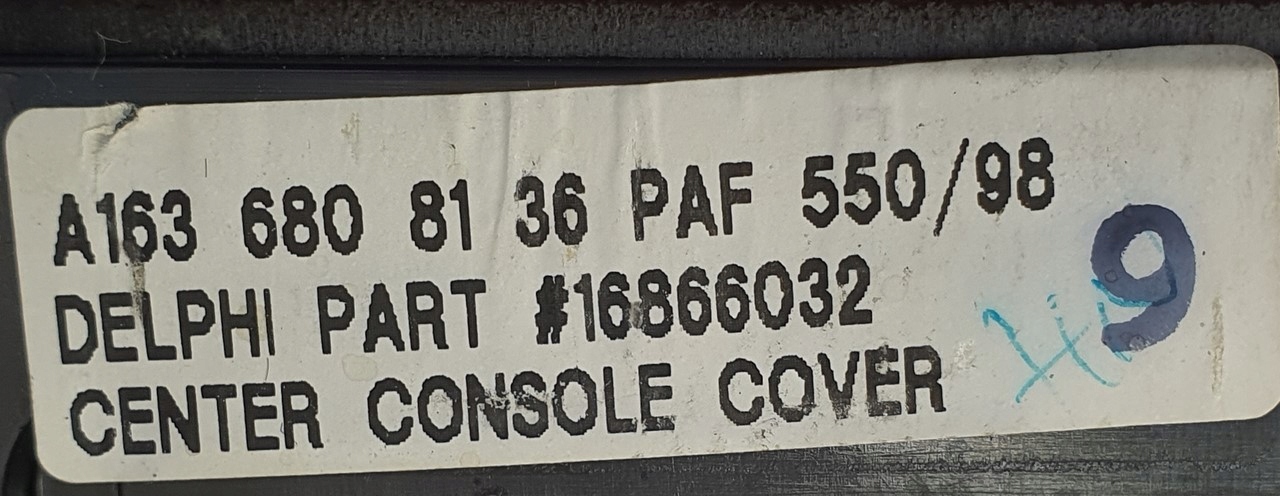 A163 680 81 36 PAF 550/98
DELPHI PART #16866032
CENTER CONSOLE COVER
9